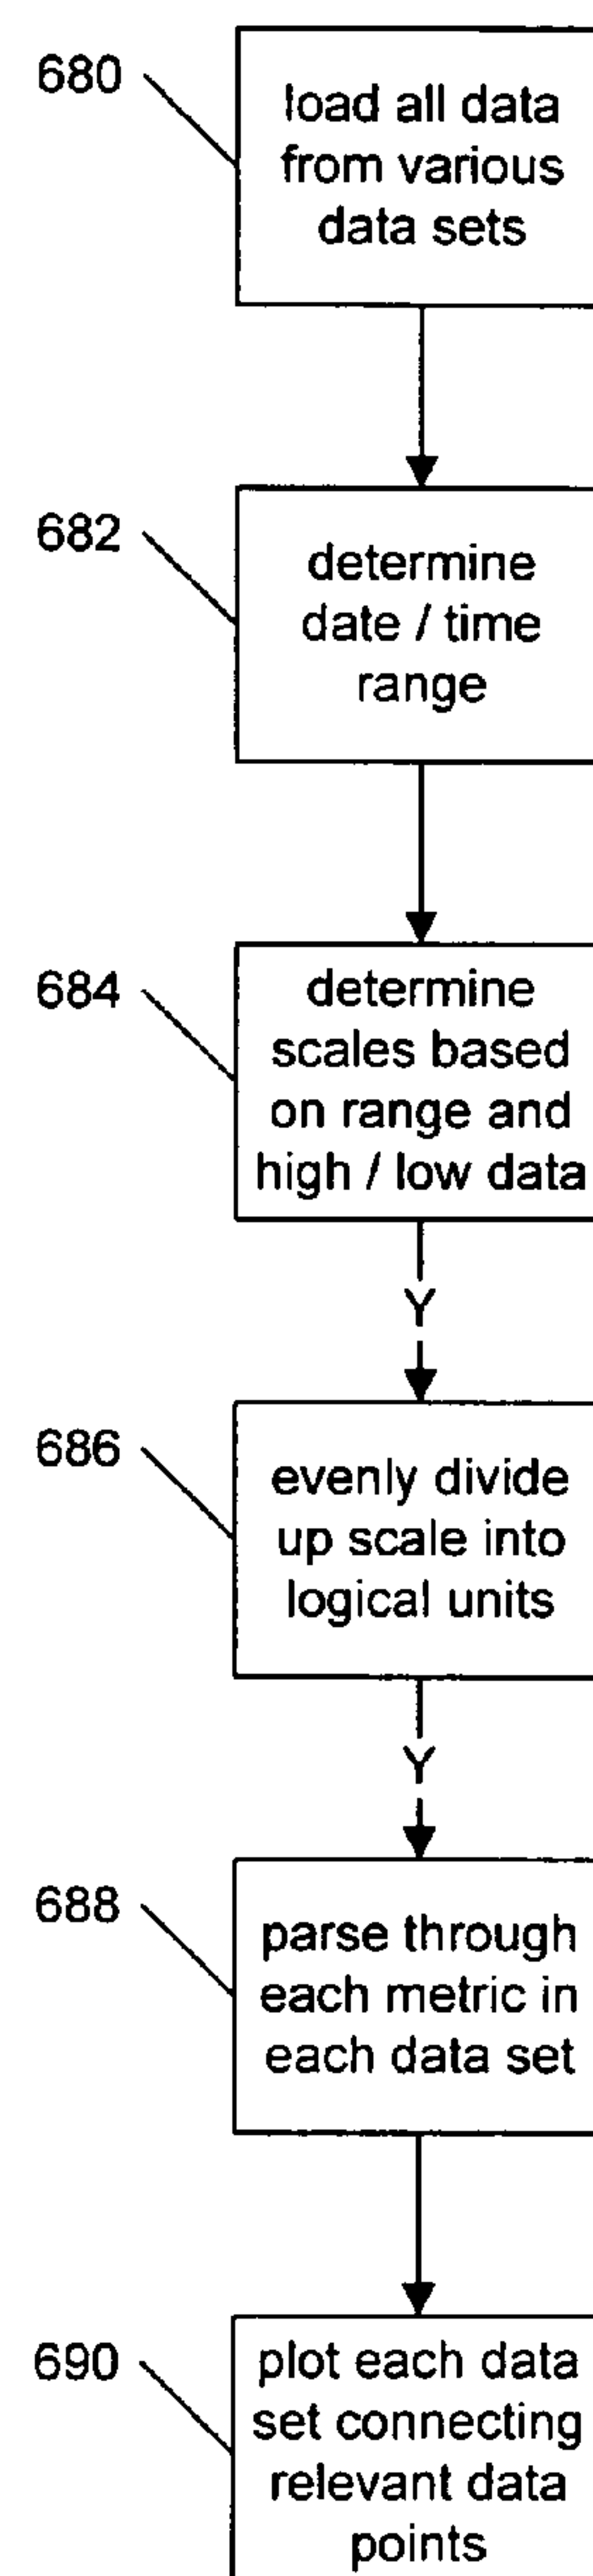 680
load all data
from various
data sets
682
determine
date / time
range
684
determine
scales based
on range and
high / low data
Y
686
evenly divide
up scale into
logical units
Y
688
parse through
each metric in
each data set
690
plot each data
set connecting
relevant data
points